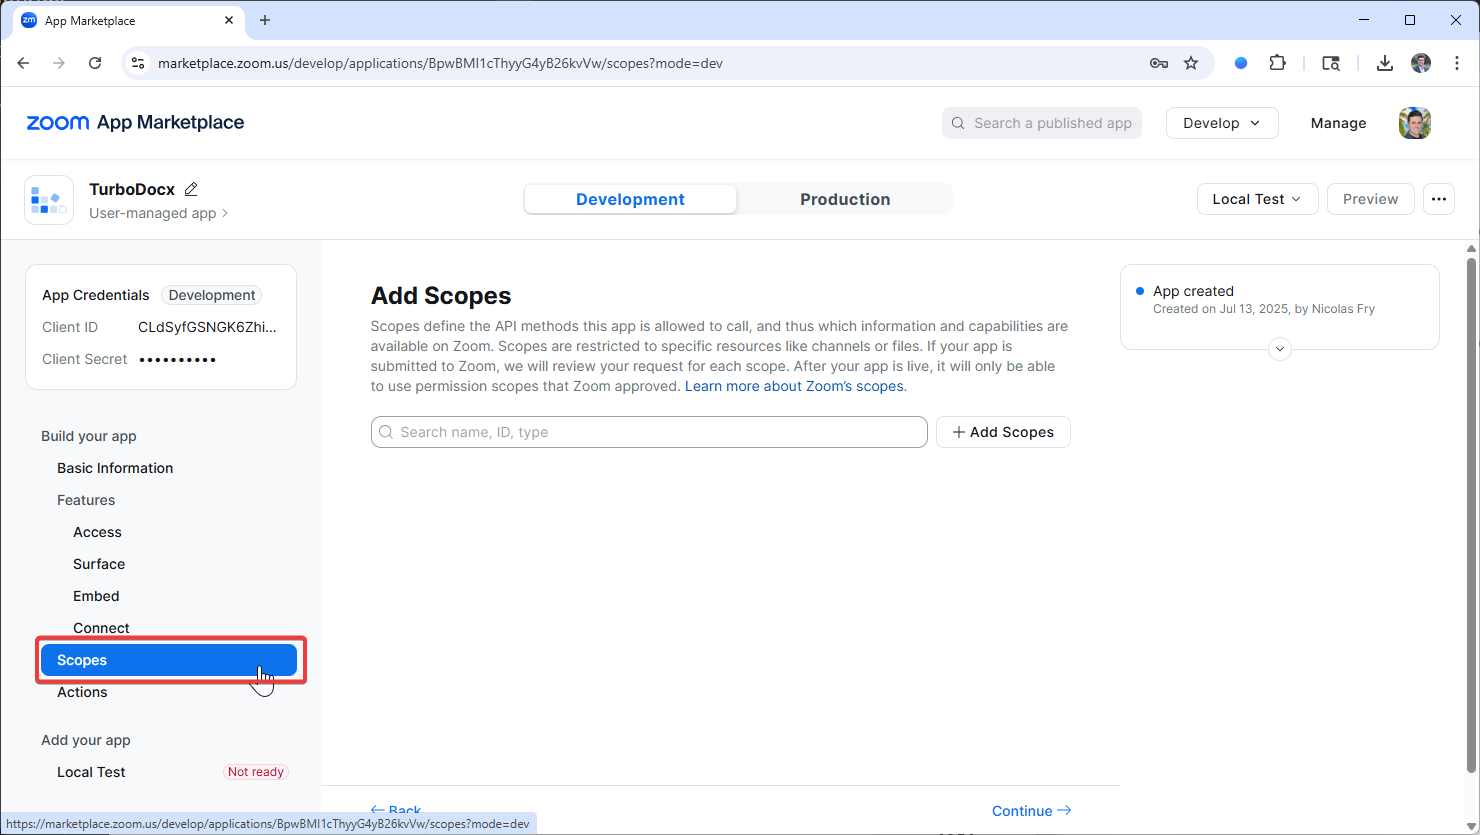 zm App Marketplace
marketplace.zoom.us/develop/applications/BpwBMI1cThyyG4yB26kvVw/scopes?mode=dev
zoom App Marketplace
Search a published app
Develop
Manage
TurboDocx
User-managed app
Development
Production
Local Test
Preview
App Credentials
Development
Client ID
CLdSyfGSNGK6Zhi...
Client Secret
••••••••••
Build your app
Basic Information
Features
Access
Surface
Embed
Connect
Scopes
Actions
Add your app
Local Test
Not ready
Add Scopes
Scopes define the API methods this app is allowed to call, and thus which information and capabilities are
available on Zoom. Scopes are restricted to specific resources like channels or files. If your app is
submitted to Zoom, we will review your request for each scope. After your app is live, it will only be able
to use permission scopes that Zoom approved. Learn more about Zoom's scopes.
Search name, ID, type
+ Add Scopes
App created
Created on Jul 13, 2025, by Nicolas Fry
← Back
Continue →
https://marketplace.zoom.us/develop/applications/BpwBMI1cThyyG4yB26kvVw/scopes?mode=dev